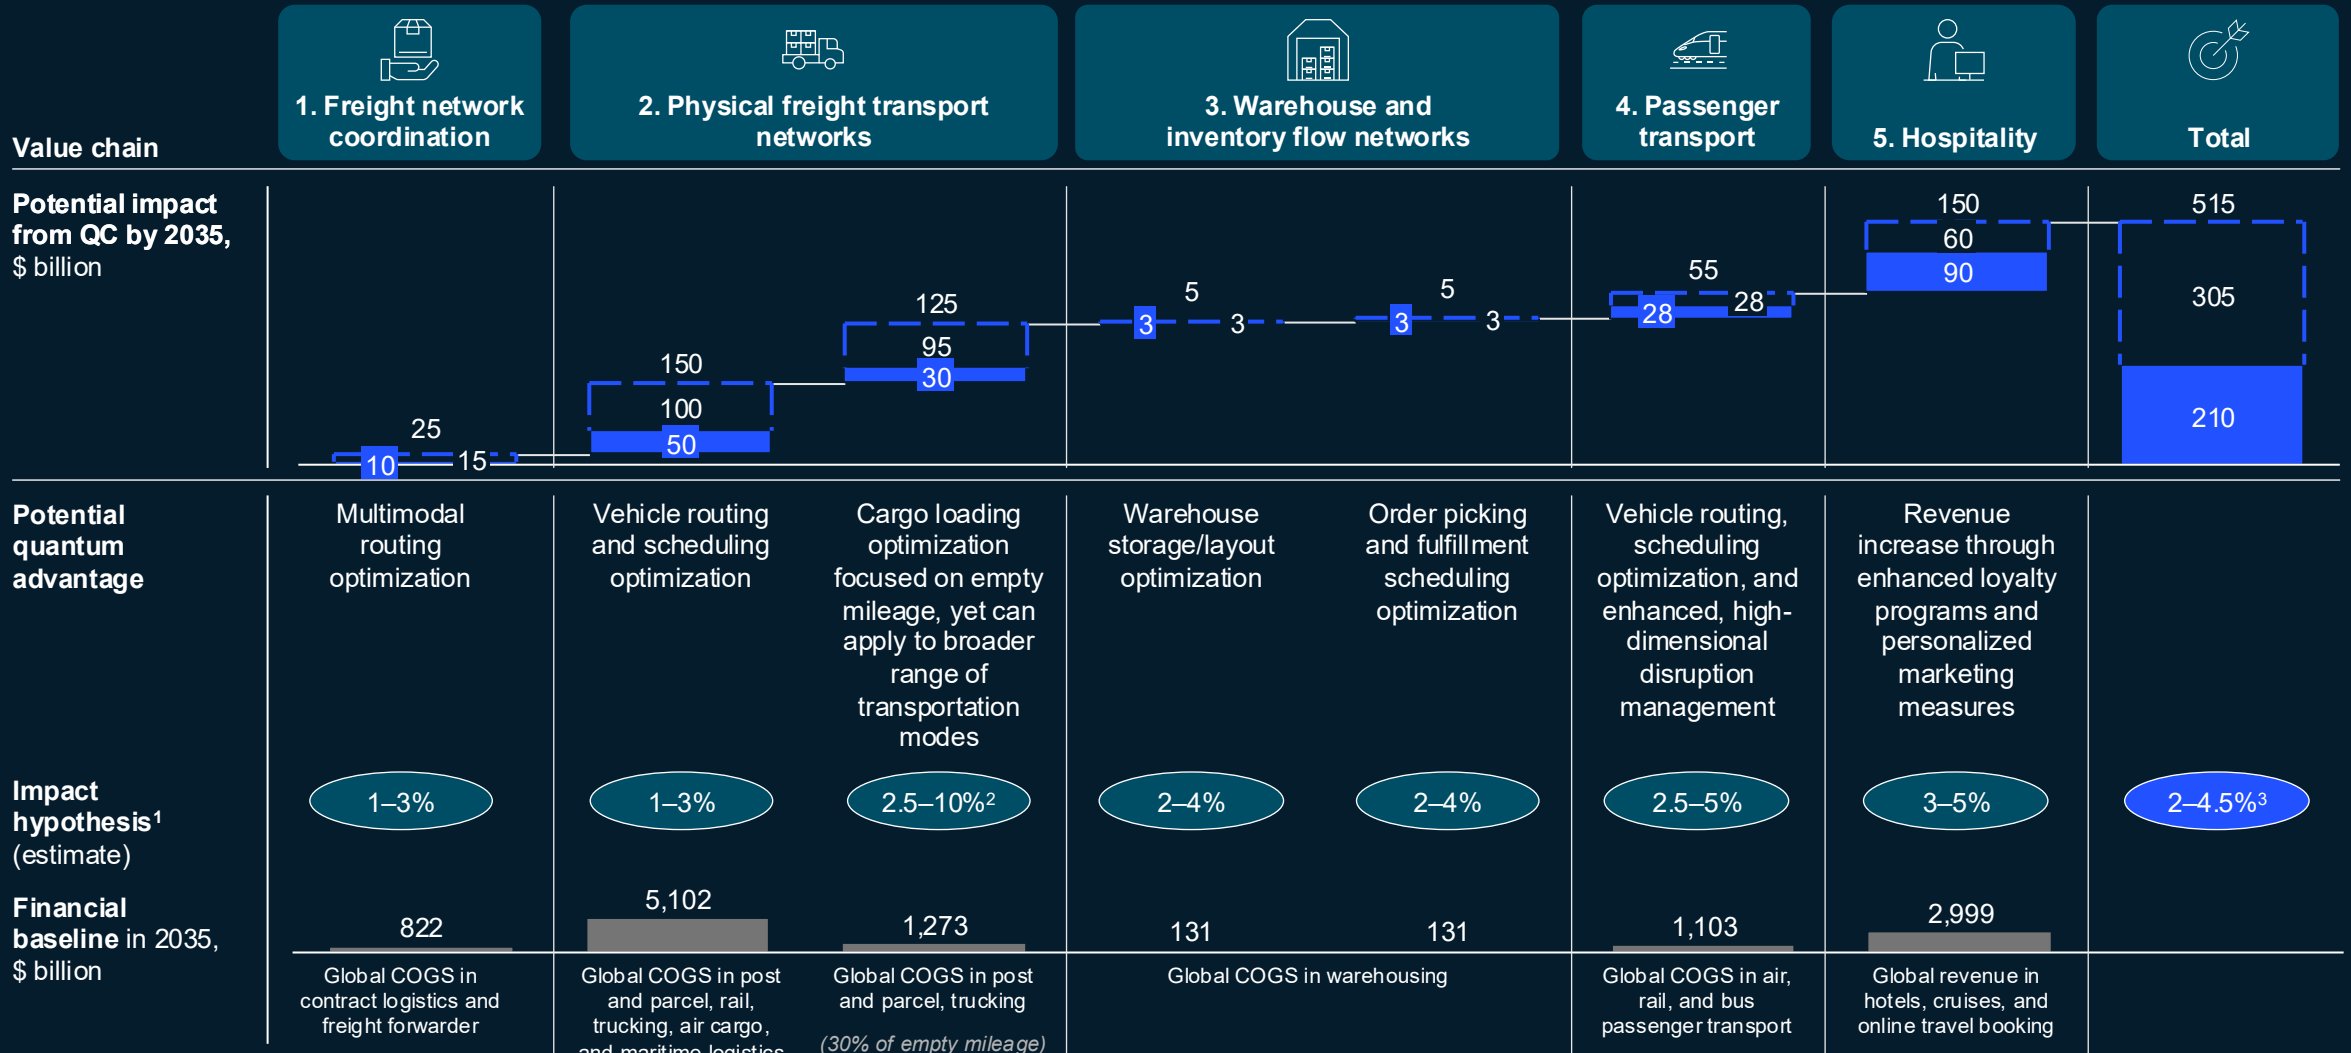 1. Freight network
coordination
2. Physical freight transport
networks
3. Warehouse and
inventory flow networks
4. Passenger
transport
5. Hospitality
Total
Value chain
Potential impact
from QC by 2035,
$ billion
25
10
15
150
100
50
125
95
30
5
3
3
5
3
3
55
28
28
150
60
90
515
305
210
Potential
quantum
advantage
Multimodal
routing
optimization
Vehicle routing
and scheduling
optimization
Cargo loading
optimization
focused on empty
mileage, yet can
apply to broader
range of
transportation
modes
Warehouse
storage/layout
optimization
Order picking
and fulfillment
scheduling
optimization
Vehicle routing,
scheduling
optimization, and
enhanced, high-
dimensional
disruption
management
Revenue
increase through
enhanced loyalty
programs and
personalized
marketing
measures
Impact
hypothesis¹
(estimate)
1–3%
1–3%
2.5–10%²
2–4%
2–4%
2.5–5%
3–5%
2–4.5%³
Financial
baseline in 2035,
$ billion
822
5,102
1,273
131
131
1,103
2,999
Global COGS in
contract logistics and
freight forwarder
Global COGS in post
and parcel, rail,
trucking, air cargo,
and maritime logistics
Global COGS in post
and parcel, trucking
(30% of empty mileage)
Global COGS in warehousing
Global COGS in air,
rail, and bus
passenger transport
Global revenue in
hotels, cruises, and
online travel booking